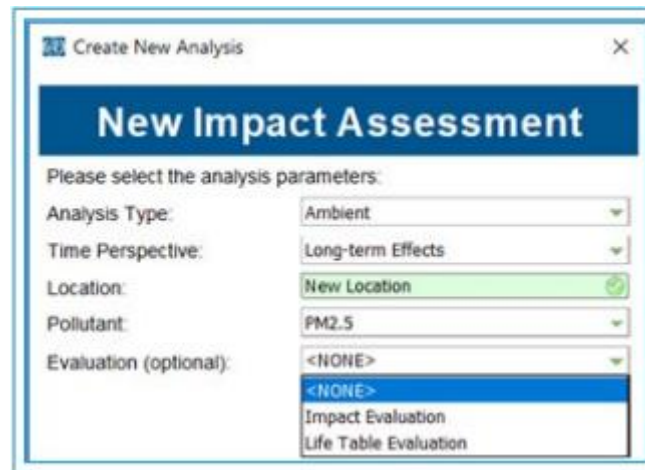 Create New Analysis
New Impact Assessment
Please select the analysis parameters:
Analysis Type: Ambient
Time Perspective: Long-term Effects
Location: New Location
Pollutant: PM2.5
Evaluation (optional): <NONE>
<NONE>
Impact Evaluation
Life Table Evaluation